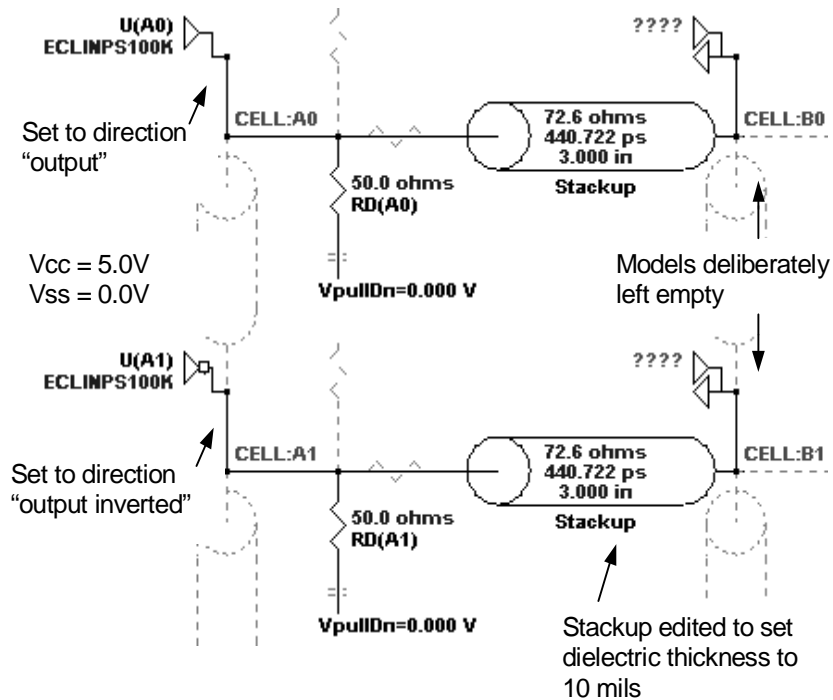 U(A0)
ECLINPS100K
????
Set to direction
"output"
CELL:A0
72.6 ohms
440.722 ps
3.000 in
Stackup
CELL:B0
50.0 ohms
RD(A0)
Vcc = 5.0V
Vss = 0.0V
VpullDn=0.000 V
Models deliberately
left empty
U(A1)
ECLINPS100K
????
Set to direction
"output inverted"
CELL:A1
72.6 ohms
440.722 ps
3.000 in
Stackup
CELL:B1
50.0 ohms
RD(A1)
VpullDn=0.000 V
Stackup edited to set
dielectric thickness to
10 mils